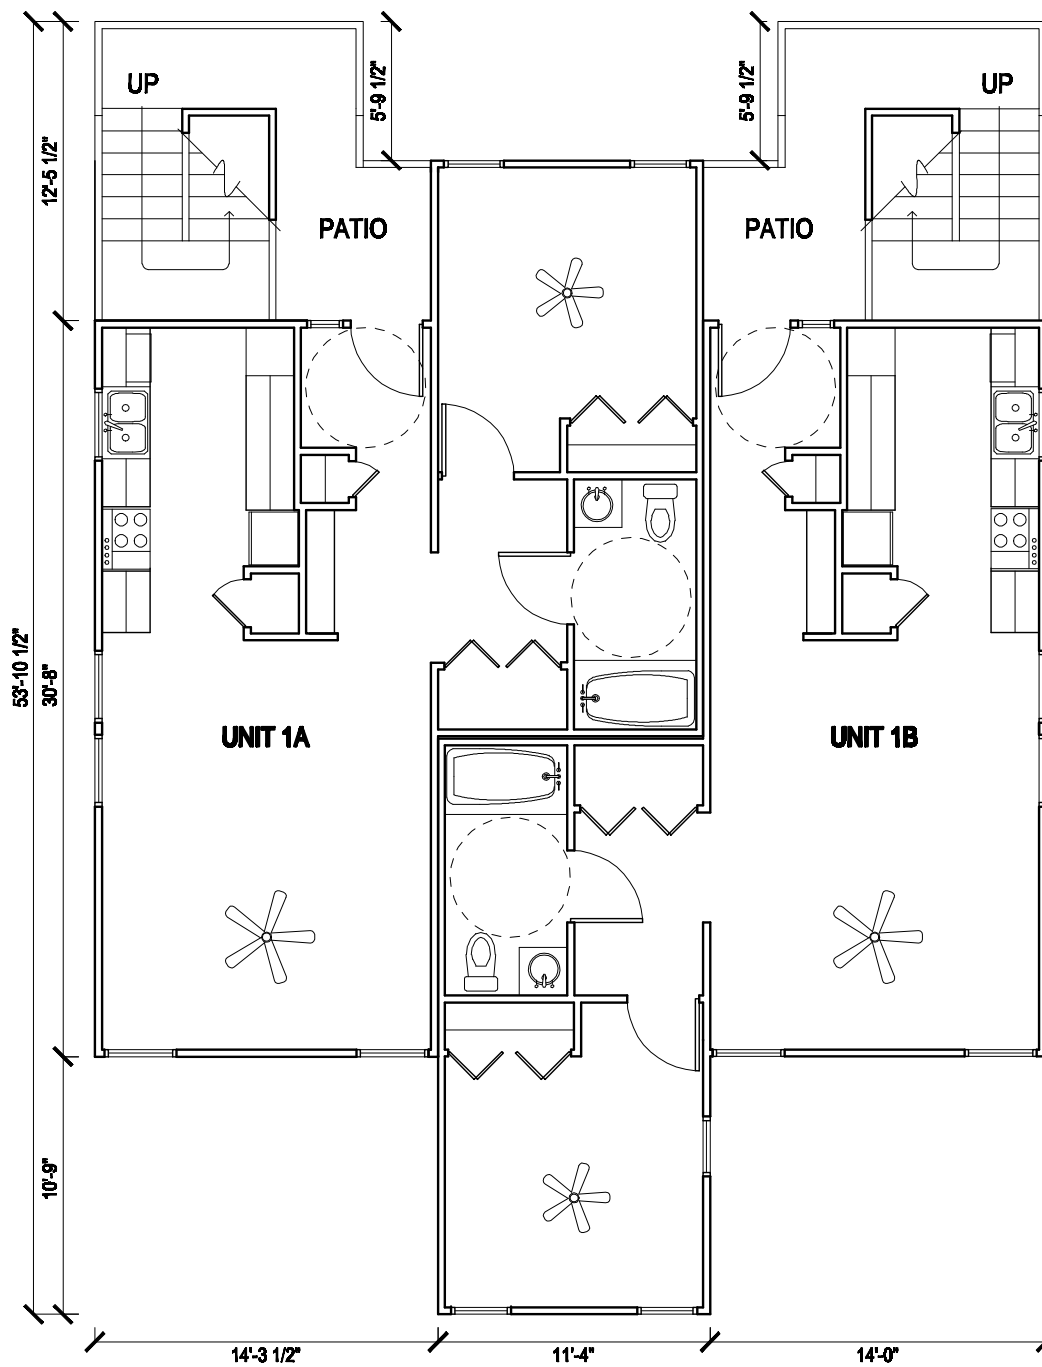 UP
UP
5'-9 1/2"
5'-9 1/2"
12'-5 1/2"
PATIO
PATIO
53'-10 1/2"
30'-8"
UNIT 1A
UNIT 1B
10'-9"
14'-3 1/2"
11'-4"
14'-0"